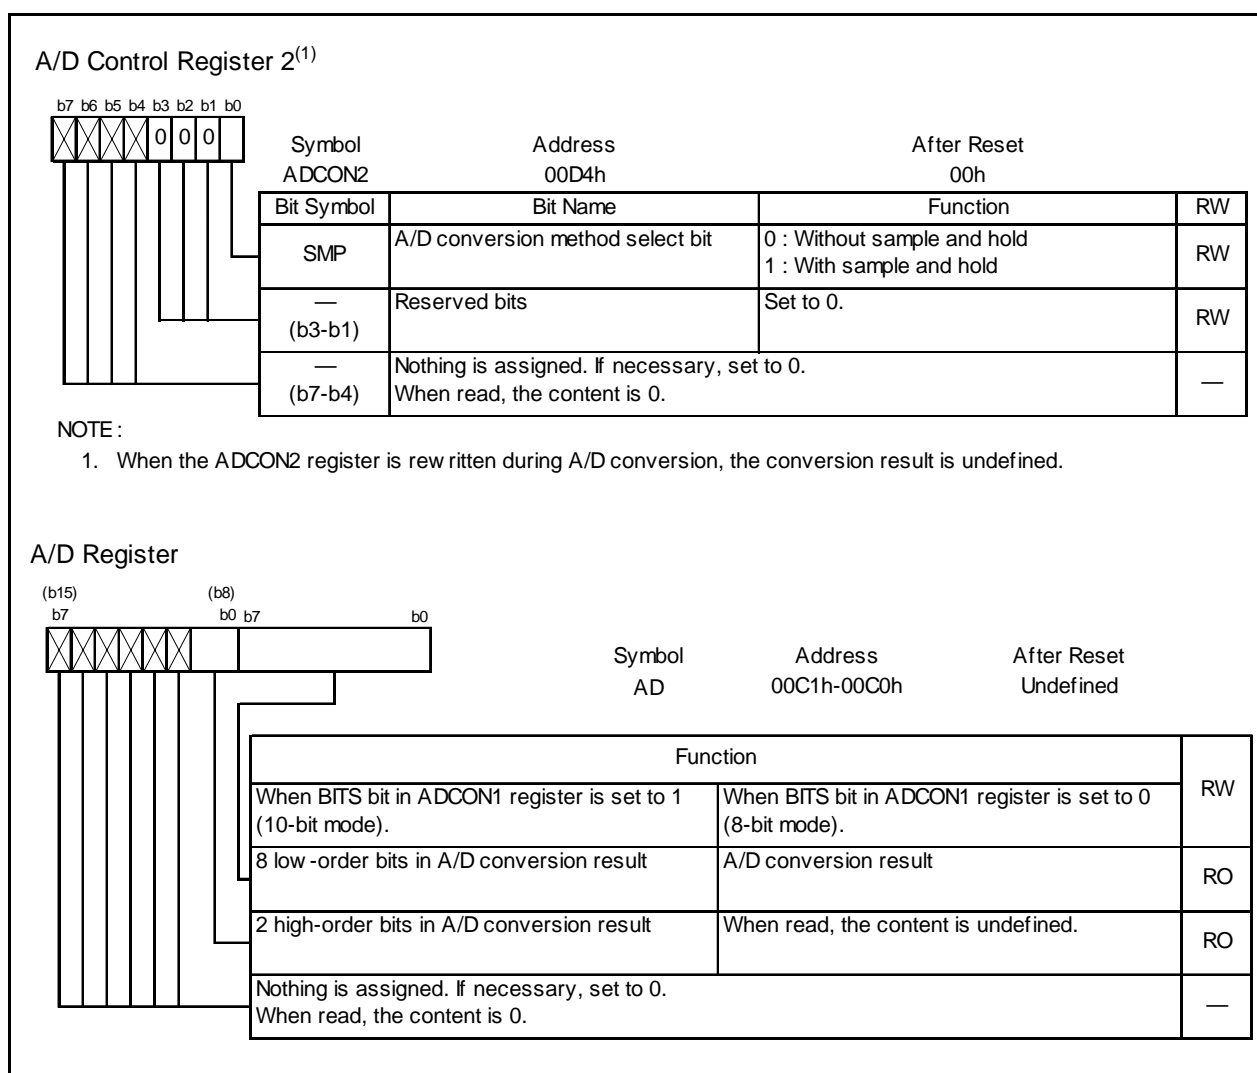 A/D Control Register 2(1)
b7 b6 b5 b4 b3 b2 b1 b0
0 0 0
Symbol Address After Reset
ADCON2 00D4h 00h
Bit Symbol Bit Name Function RW
SMP A/D conversion method select bit 0 : Without sample and hold
1 : With sample and hold RW
— Reserved bits Set to 0. RW
(b3-b1)
— Nothing is assigned. If necessary, set to 0.
(b7-b4) When read, the content is 0. —
NOTE :
1. When the ADCON2 register is rewritten during A/D conversion, the conversion result is undefined.
A/D Register
(b15) (b8)
b7 b0 b7 b0
Symbol Address After Reset
AD 00C1h-00C0h Undefined
Function RW
When BITS bit in ADCON1 register is set to 1 When BITS bit in ADCON1 register is set to 0
(10-bit mode). (8-bit mode).
8 low-order bits in A/D conversion result A/D conversion result RO
2 high-order bits in A/D conversion result When read, the content is undefined. RO
Nothing is assigned. If necessary, set to 0.
When read, the content is 0. —